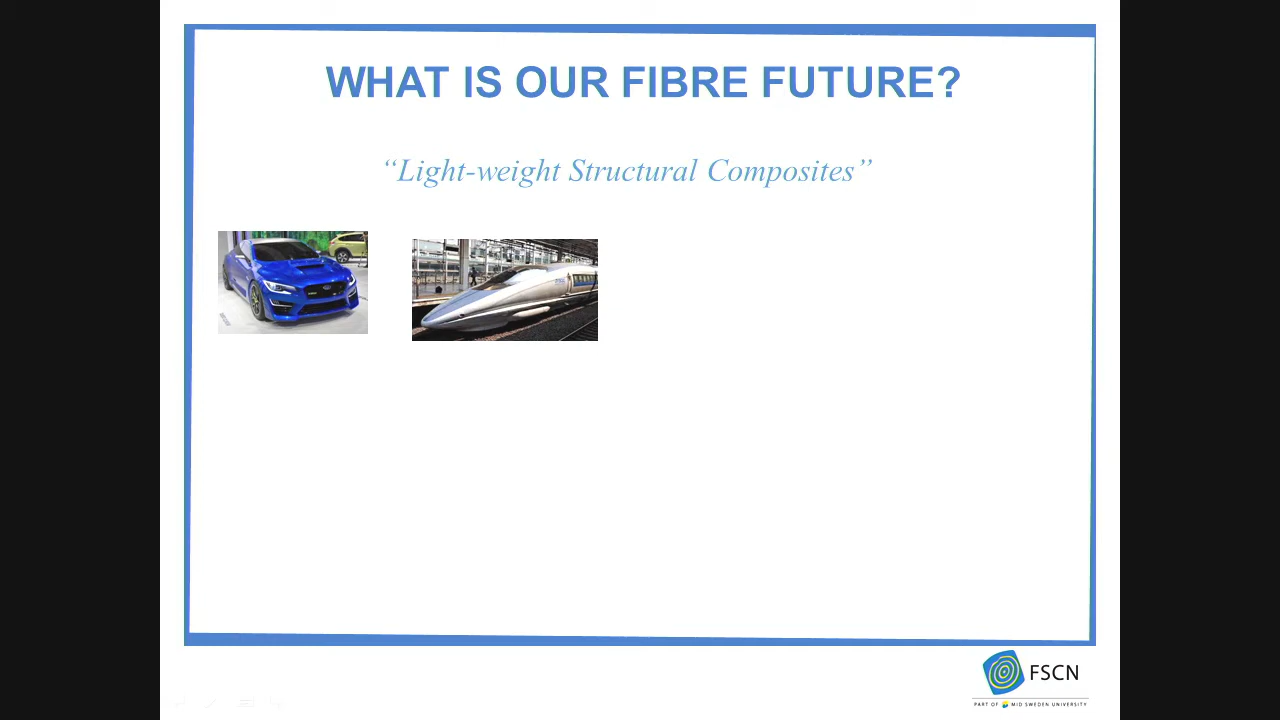 WHAT IS OUR FIBRE FUTURE?
“Light-weight Structural Composites”
FSCN
PART OF MID SWEDEN UNIVERSITY